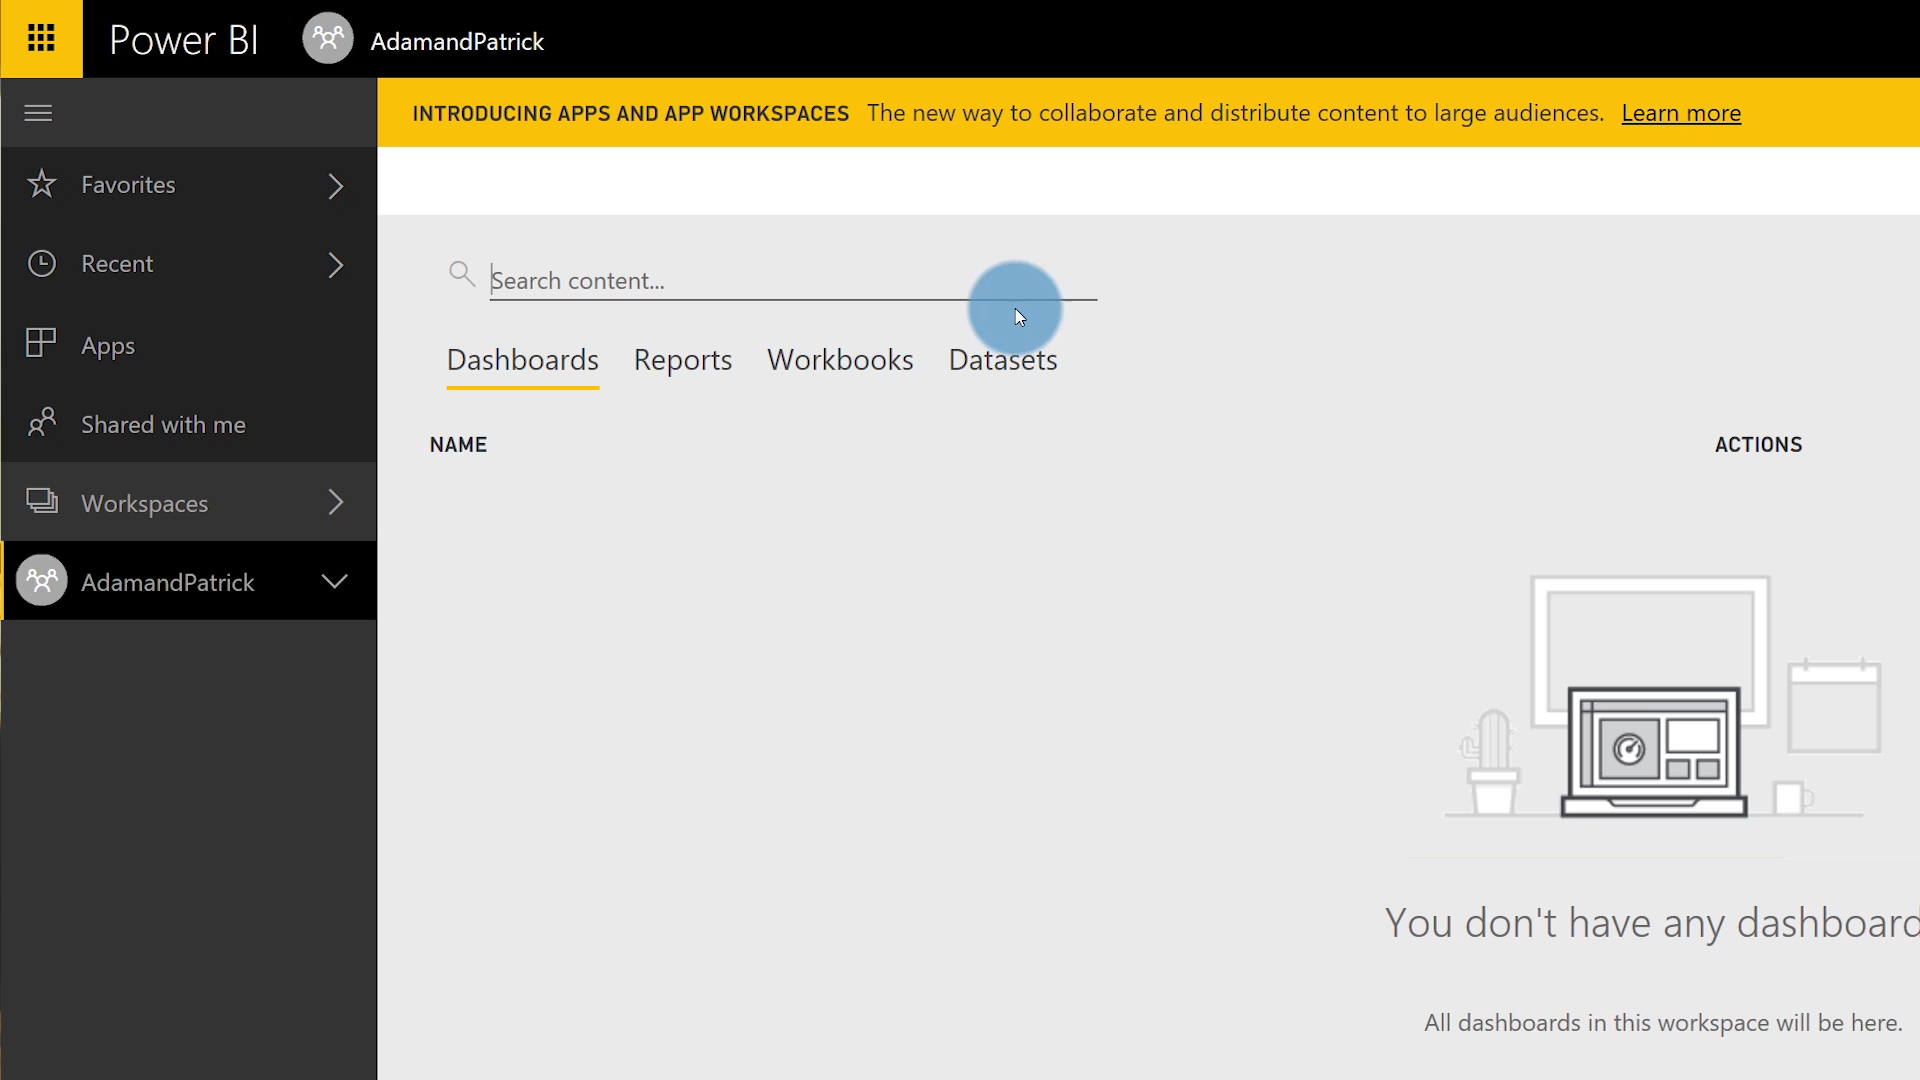 Power BI
AdamandPatrick
INTRODUCING APPS AND APP WORKSPACES The new way to collaborate and distribute content to large audiences. Learn more
Favorites
Recent
Apps
Shared with me
Workspaces
AdamandPatrick
Search content...
Dashboards Reports Workbooks Datasets
NAME ACTIONS
You don't have any dashboard
All dashboards in this workspace will be here.